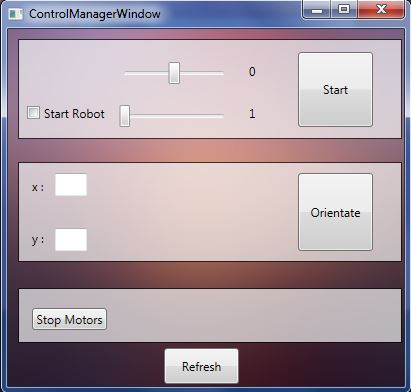 ControlManagerWindow
0
Start
Start Robot
1
x :
Orientate
y :
Stop Motors
Refresh